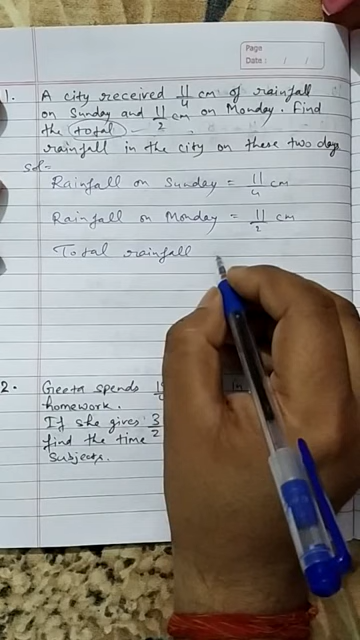 Page
Date : / /
1. A city received 11/4 cm of rainfall
on Sunday and 11/2 cm on Monday. Find
the total
rainfall in the city on these two days
Sol=
Rainfall on Sunday = 11/4 cm
Rainfall on Monday = 11/2 cm
Total rainfall
2. Geeta spends
homework.
If she gives 3/2
find the time
subjects.